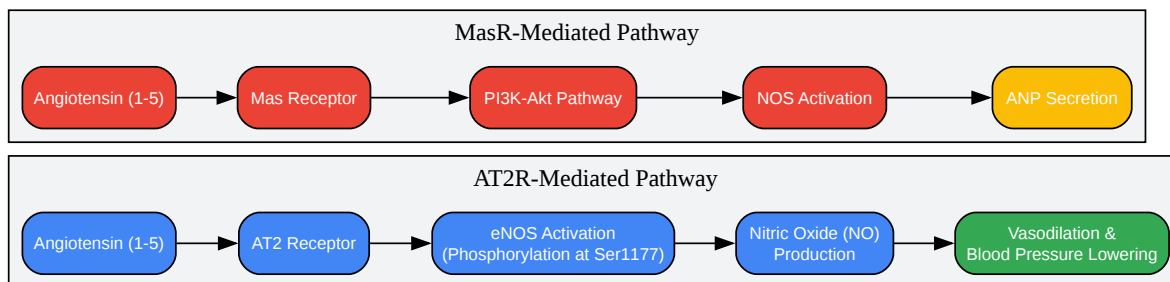 MasR-Mediated Pathway
Angiotensin (1-5)
Mas Receptor
PI3K-Akt Pathway
NOS Activation
ANP Secretion
AT2R-Mediated Pathway
Angiotensin (1-5)
AT2 Receptor
eNOS Activation
(Phosphorylation at Ser1177)
Nitric Oxide (NO)
Production
Vasodilation &
Blood Pressure Lowering